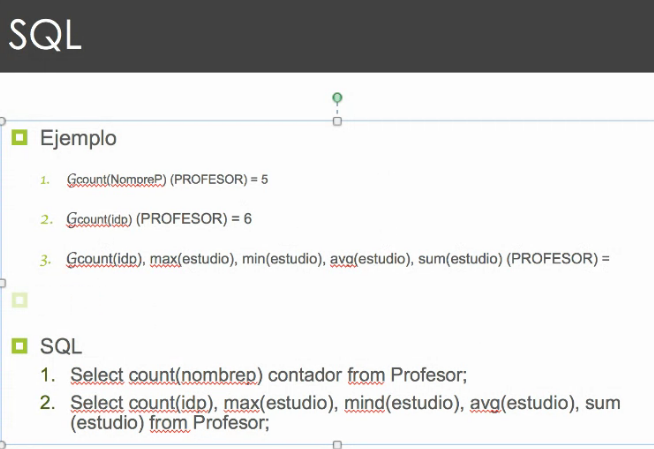 SQL
Ejemplo
1. Gcount(NompreP) (PROFESOR) = 5
2. Gcount(idp) (PROFESOR) = 6
3. Gcount(idp), max(estudio), min(estudio), avg(estudio), sum(estudio) (PROFESOR) =
SQL
1. Select count(nombrep) contador from Profesor;
2. Select count(idp), max(estudio), mind(estudio), avg(estudio), sum
(estudio) from Profesor;